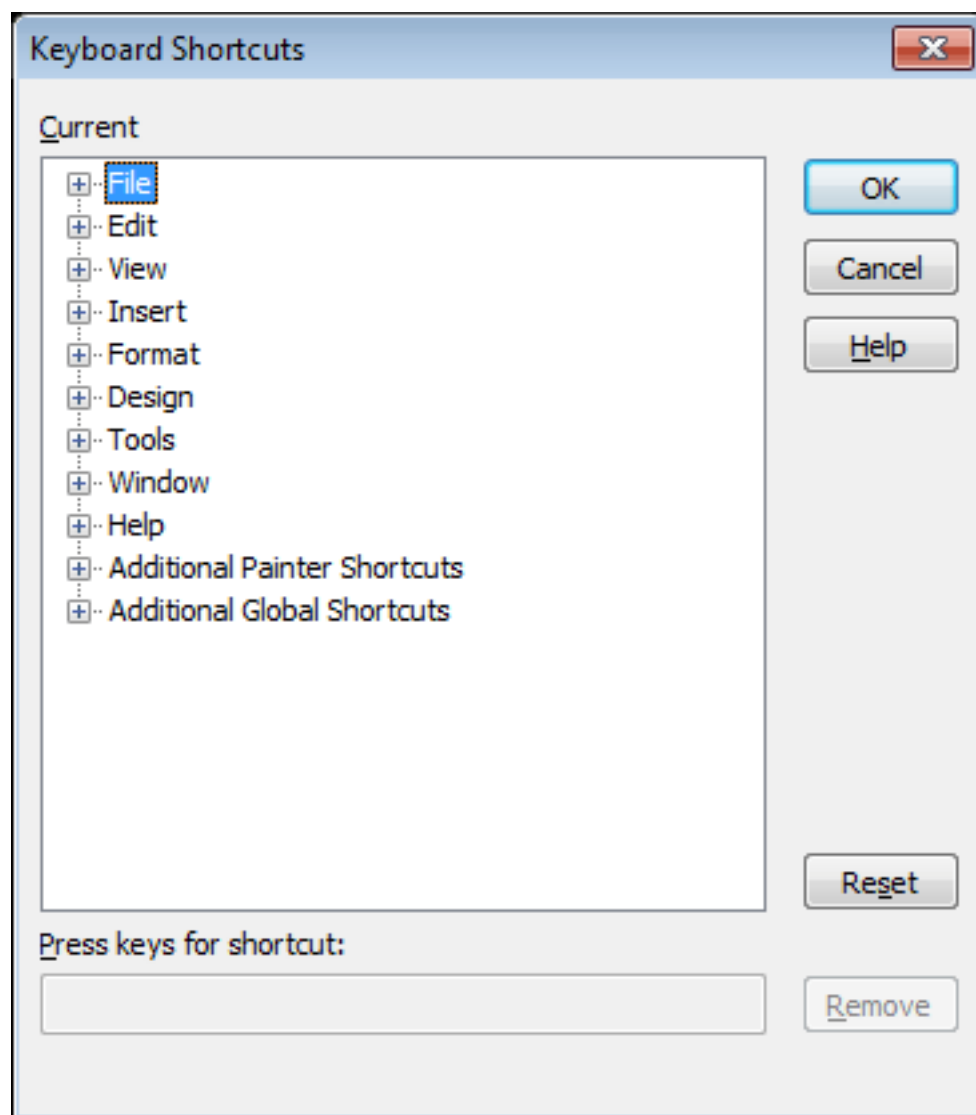 Keyboard Shortcuts
Current
File
Edit
View
Insert
Format
Design
Tools
Window
Help
Additional Painter Shortcuts
Additional Global Shortcuts
OK
Cancel
Help
Reset
Press keys for shortcut:
Remove